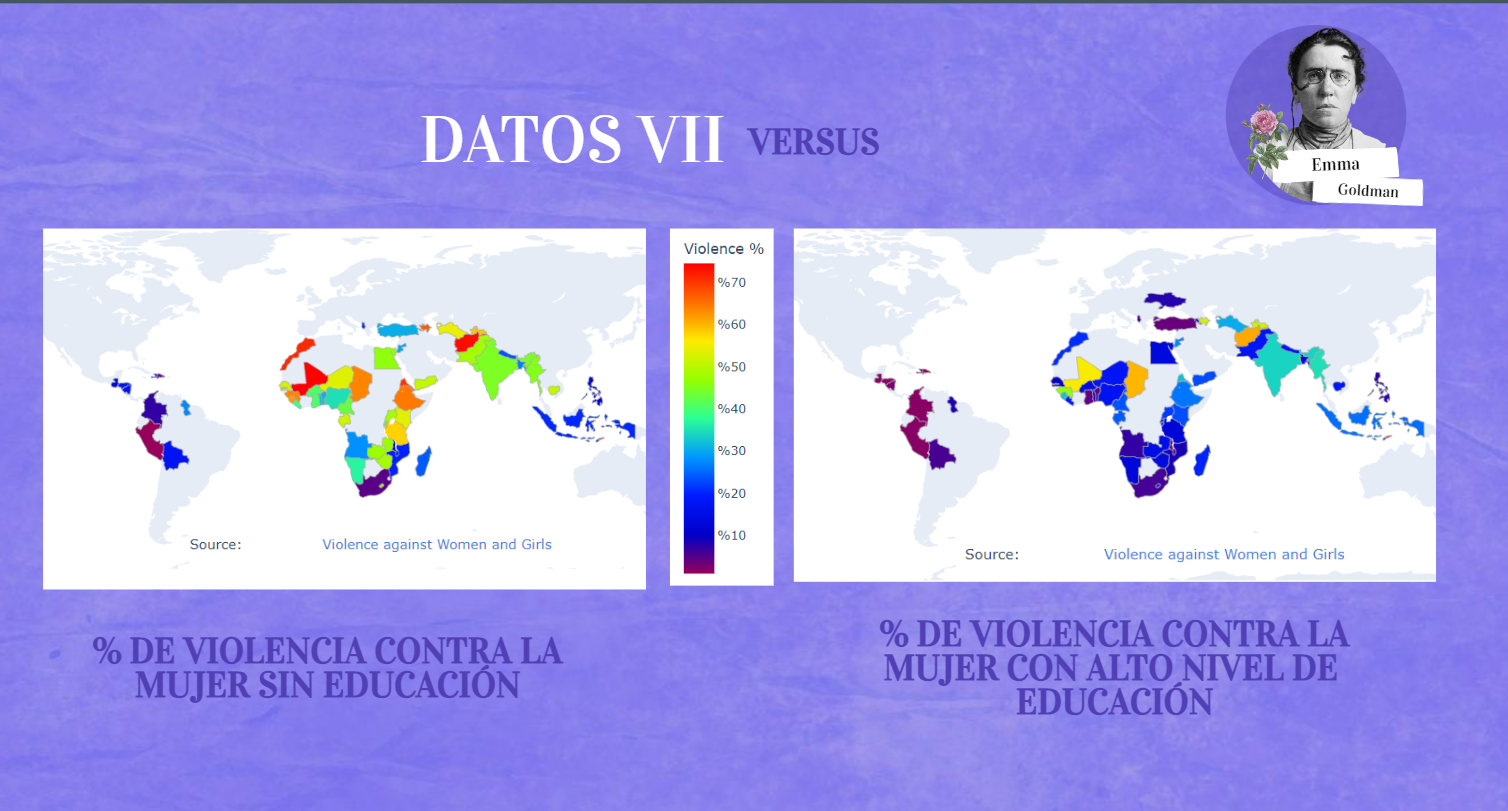 Emma
Goldman
DATOS VII VERSUS
Violence %
%70
%60
%50
%40
%30
%20
%10
Source: Violence against Women and Girls
Source: Violence against Women and Girls
% DE VIOLENCIA CONTRA LA
MUJER SIN EDUCACIÓN
% DE VIOLENCIA CONTRA LA
MUJER CON ALTO NIVEL DE
EDUCACIÓN